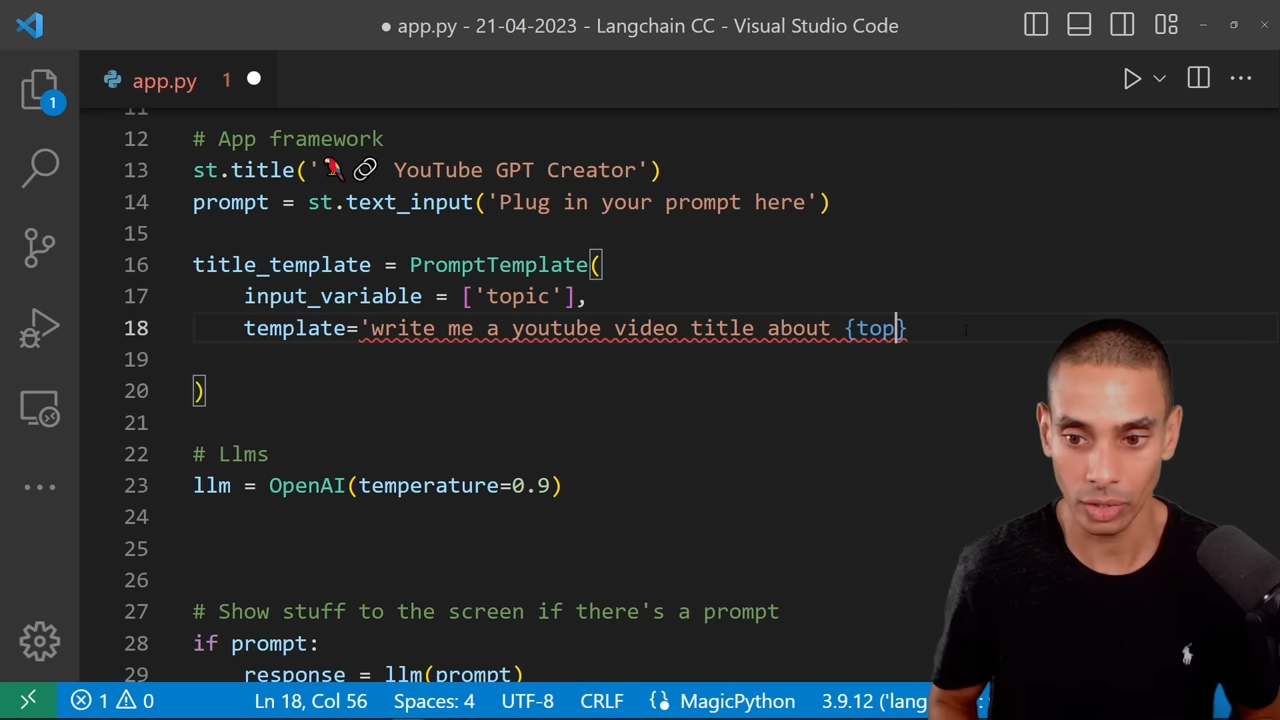 ● app.py - 21-04-2023 - Langchain CC - Visual Studio Code
1
app.py 1 ●
11
12 # App framework
13 st.title('🦜🔗 YouTube GPT Creator')
14 prompt = st.text_input('Plug in your prompt here')
15
16 title_template = PromptTemplate(
17     input_variable = ['topic'],
18     template='write me a youtube video title about {top}
19
20 )
21
22 # Llms
23 llm = OpenAI(temperature=0.9)
24
25
26
27 # Show stuff to the screen if there's a prompt
28 if prompt:
29     response = llm(prompt)
1 0 Ln 18, Col 56 Spaces: 4 UTF-8 CRLF MagicPython 3.9.12 ('lang